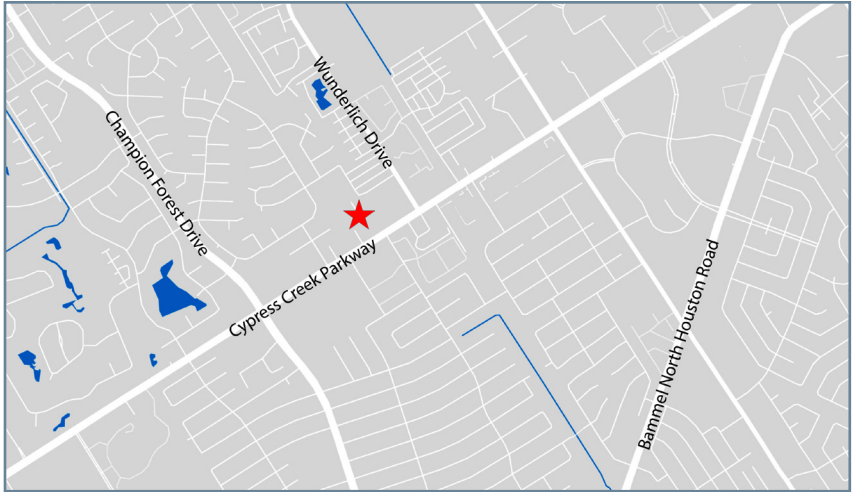 Wunderlich Drive
Champion Forest Drive
Cypress Creek Parkway
Bammel North Houston Road